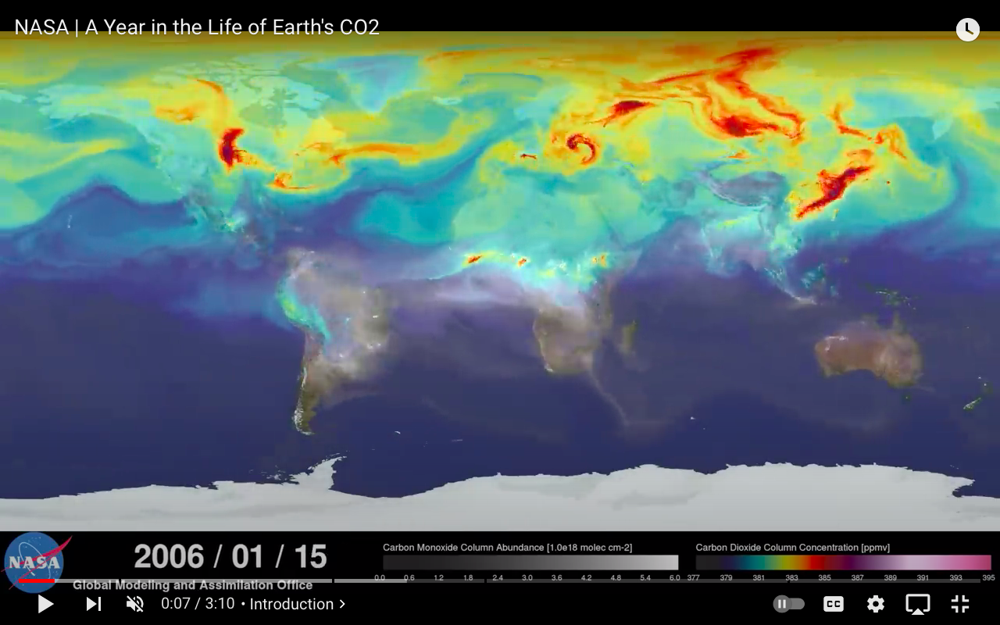 NASA | A Year in the Life of Earth's CO2
NASA
2006 / 01 / 15
Global Modeling and Assimilation Office
Carbon Monoxide Column Abundance [1.0e18 molec cm-2]
0.0 0.6 1.2 1.8 2.4 3.0 3.6 4.2 4.8 5.4 6.0
Carbon Dioxide Column Concentration [ppmv]
377 379 381 383 385 387 389 391 393 395
0:07 / 3:10 • Introduction
CC